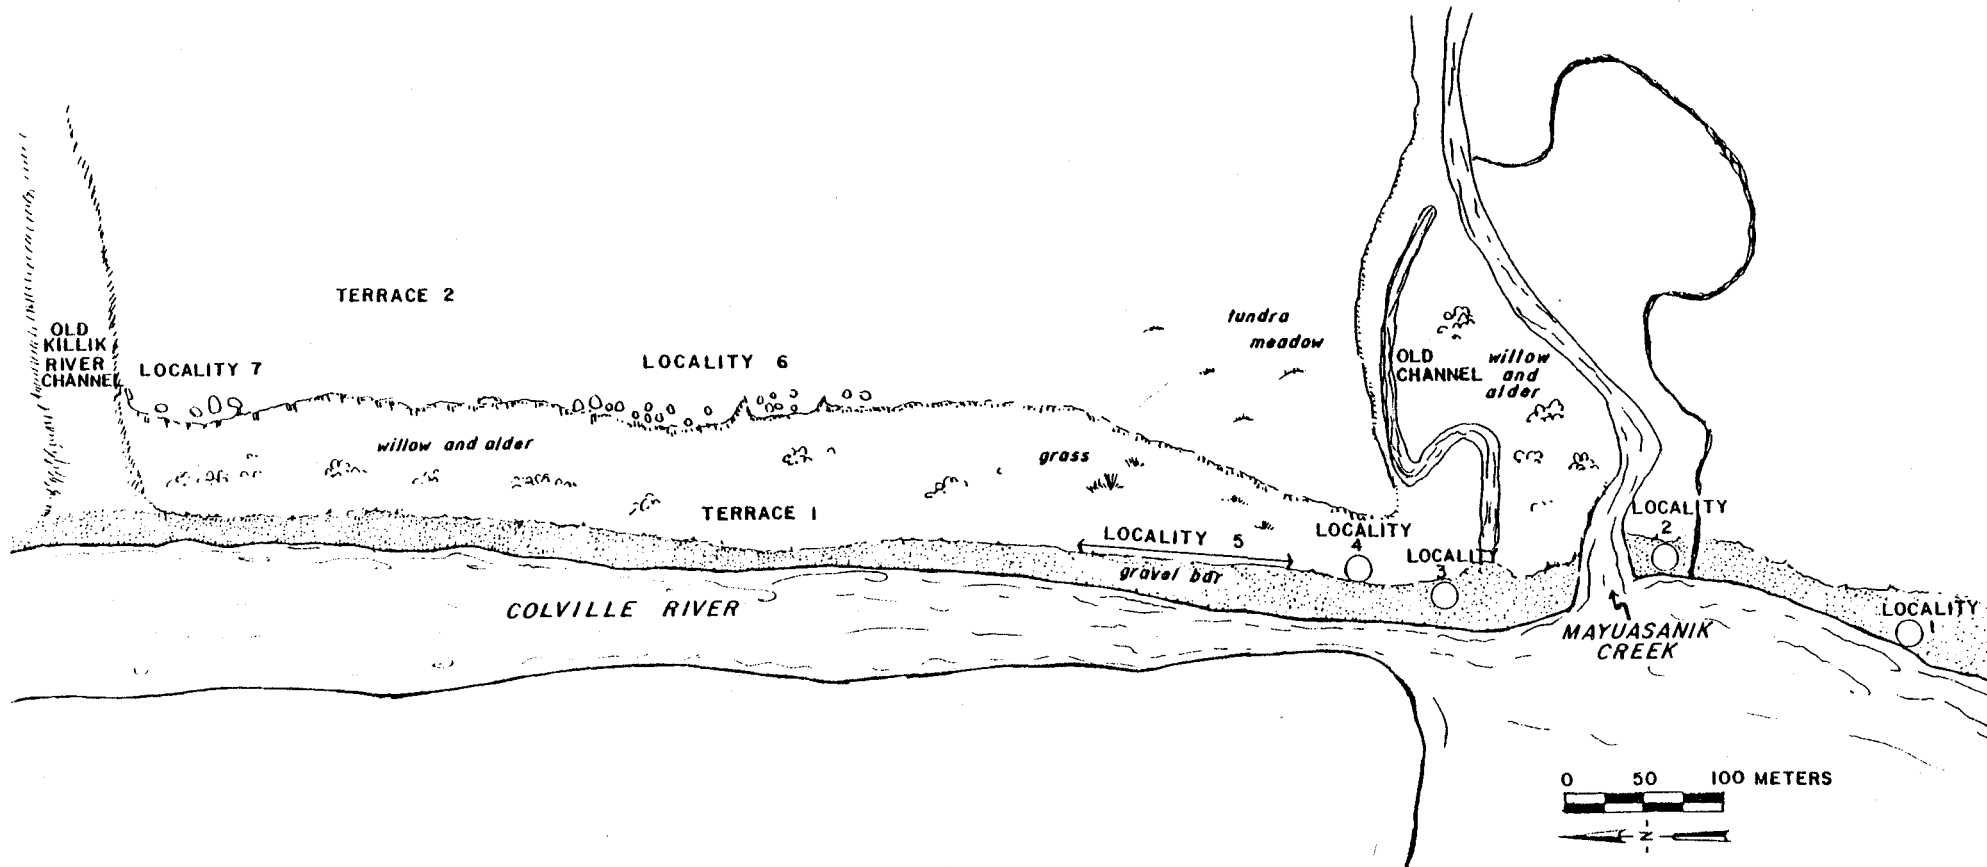 TERRACE 2
OLD
KILLIK
RIVER
CHANNEL
LOCALITY 7
LOCALITY 6
tundra
meadow
OLD
CHANNEL
willow
and
alder
willow and alder
grass
TERRACE 1
LOCALITY 5
gravel bar
LOCALITY
4
LOCALITY
3
LOCALITY
2
LOCALITY
1
COLVILLE RIVER
MAYUASANIK
CREEK
0 50 100 METERS
N